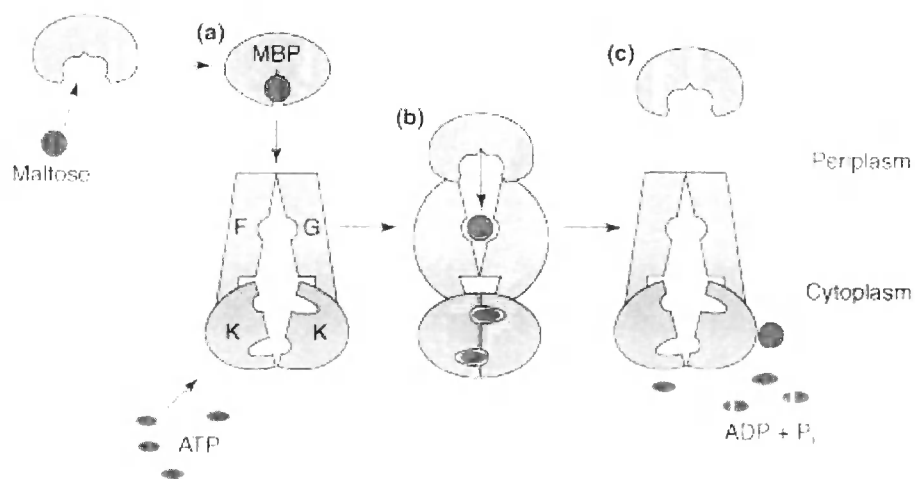 (a)
MBP
(c)
(b)
Maltose
Periplasm
F
G
Cytoplasm
K
K
ATP
ADP + Pi